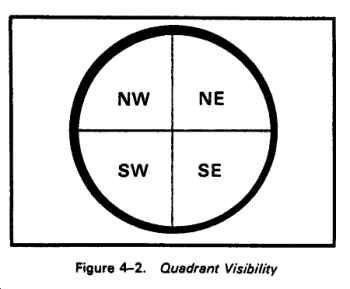 NW NE
SW SE
Figure 4–2. Quadrant Visibility